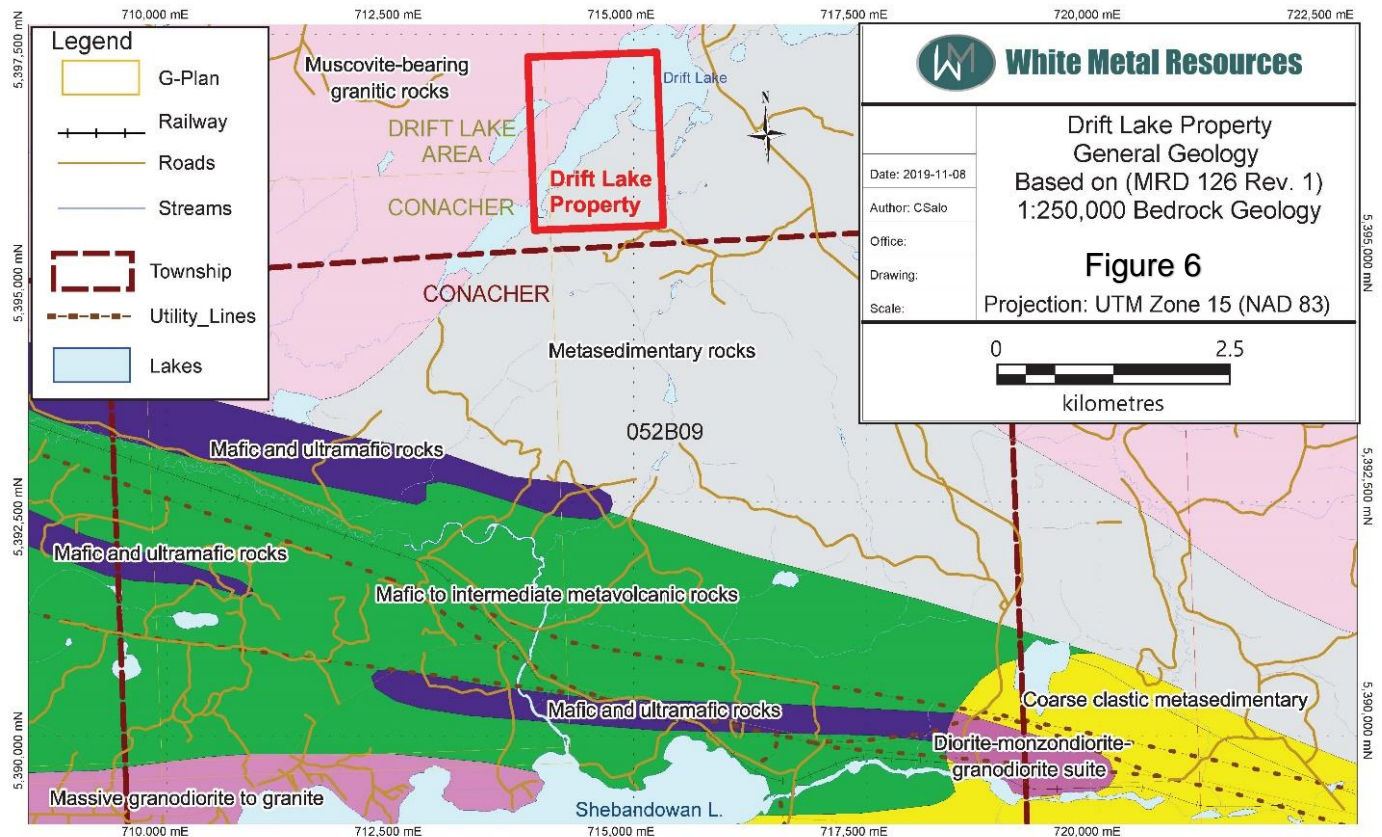 710,000 mE
712,500 mE
715,000 mE
717,500 mE
720,000 mE
722,500 mE
5,397,500 mN
5,395,000 mN
5,392,500 mN
5,390,000 mN
Legend
G-Plan
Railway
Roads
Streams
Township
Utility_Lines
Lakes
Muscovite-bearing
granitic rocks
DRIFT LAKE
AREA
CONACHER
Drift Lake
Drift Lake
Property
N
CONACHER
WM White Metal Resources
Date: 2019-11-08
Author: CSalo
Office:
Drawing:
Scale:
Drift Lake Property
General Geology
Based on (MRD 126 Rev. 1)
1:250,000 Bedrock Geology
Figure 6
Projection: UTM Zone 15 (NAD 83)
0 2.5
kilometres
Metasedimentary rocks
052B09
Mafic and ultramafic rocks
Mafic and ultramafic rocks
Mafic to intermediate metavolcanic rocks
Mafic and ultramafic rocks
Coarse clastic metasedimentary
Diorite-monzondiorite-
granodiorite suite
Massive granodiorite to granite
Shebandowan L.
5,395,000 mN
5,392,500 mN
5,390,000 mN
710,000 mE
712,500 mE
715,000 mE
717,500 mE
720,000 mE